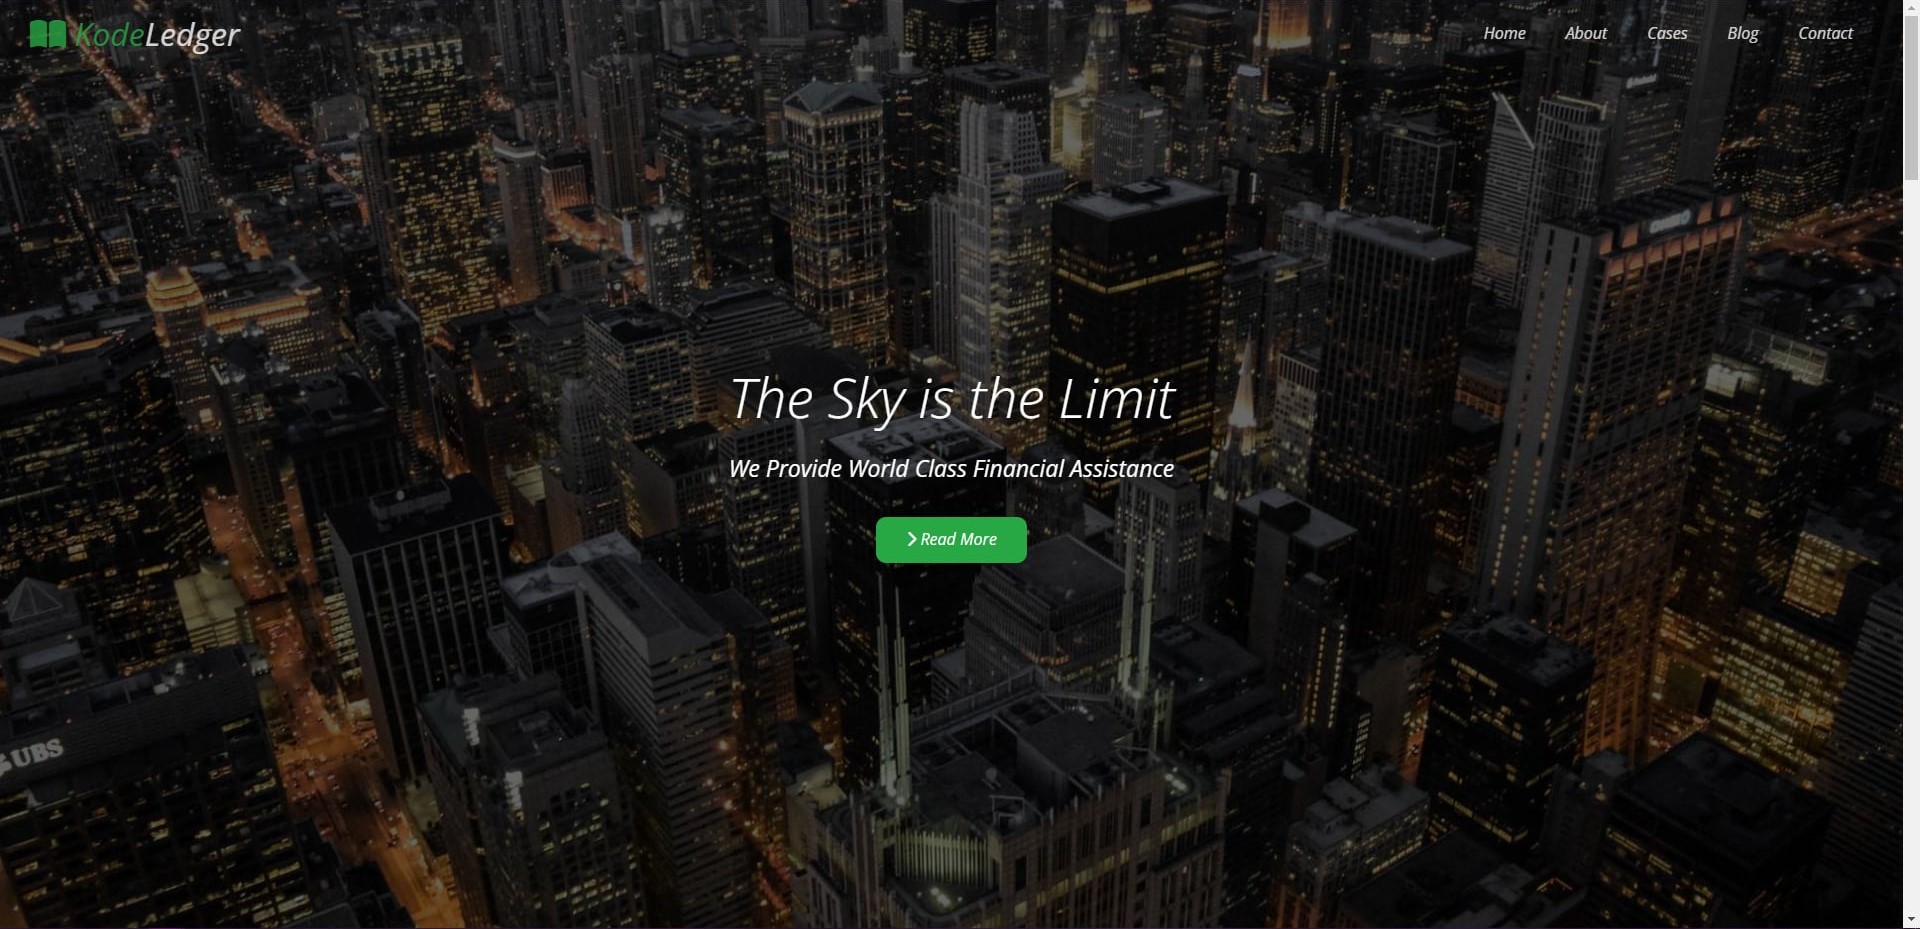 KodeLedger
Home About Cases Blog Contact
The Sky is the Limit
We Provide World Class Financial Assistance
Read More
UBS